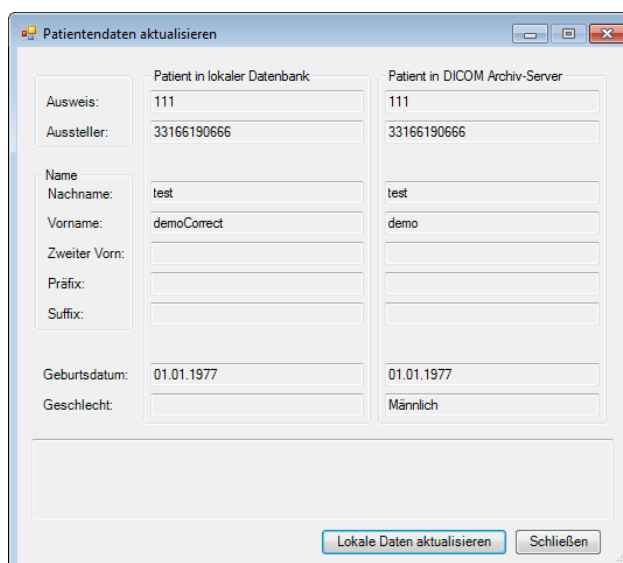 Patientendaten aktualisieren
Patient in lokaler Datenbank Patient in DICOM Archiv-Server
Ausweis: 111 111
Aussteller: 33166190666 33166190666
Name
Nachname: test test
Vorname: demoCorrect demo
Zweiter Vorn:
Präfix:
Suffix:
Geburtsdatum: 01.01.1977 01.01.1977
Geschlecht: Männlich
Lokale Daten aktualisieren Schließen